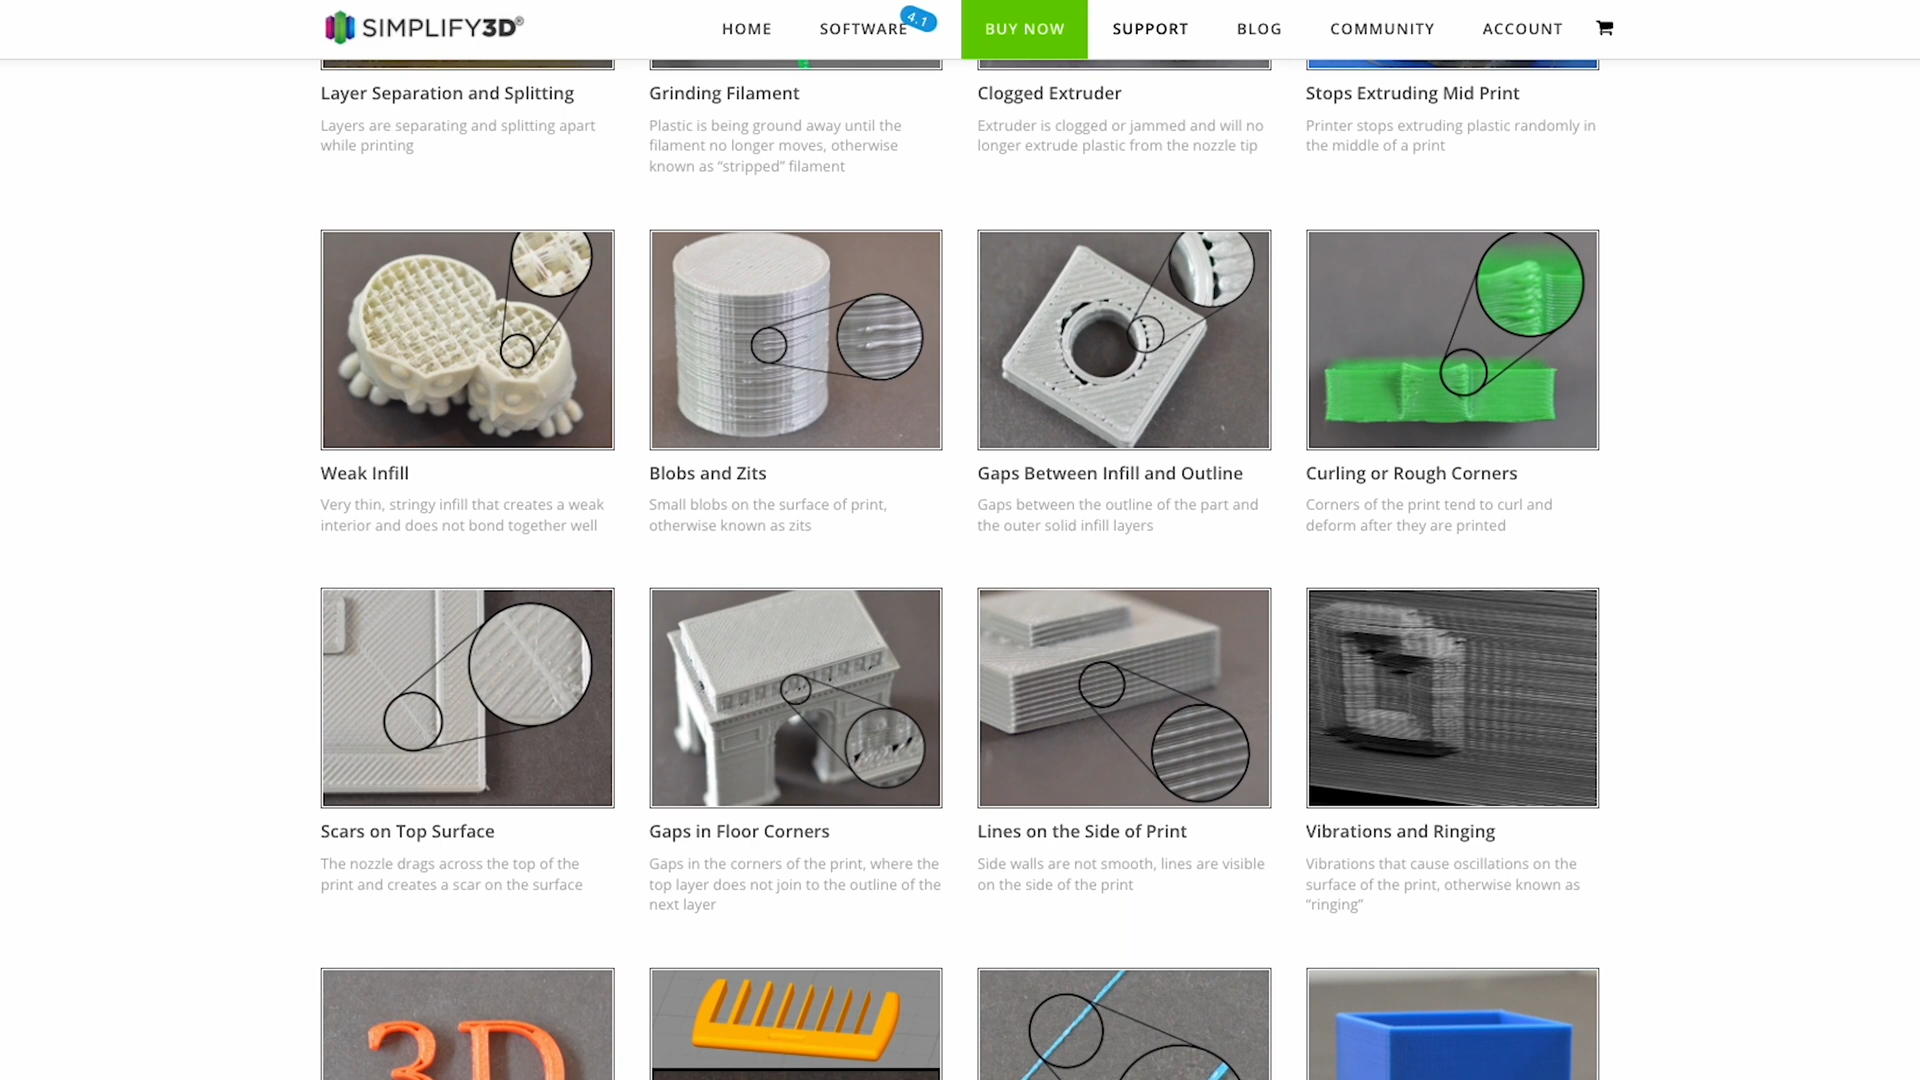 SIMPLIFY3D®
HOME
SOFTWARE
4.1
BUY NOW
SUPPORT
BLOG
COMMUNITY
ACCOUNT
Layer Separation and Splitting
Layers are separating and splitting apart
while printing
Grinding Filament
Plastic is being ground away until the
filament no longer moves, otherwise
known as “stripped” filament
Clogged Extruder
Extruder is clogged or jammed and will no
longer extrude plastic from the nozzle tip
Stops Extruding Mid Print
Printer stops extruding plastic randomly in
the middle of a print
Weak Infill
Very thin, stringy infill that creates a weak
interior and does not bond together well
Blobs and Zits
Small blobs on the surface of print,
otherwise known as zits
Gaps Between Infill and Outline
Gaps between the outline of the part and
the outer solid infill layers
Curling or Rough Corners
Corners of the print tend to curl and
deform after they are printed
Scars on Top Surface
The nozzle drags across the top of the
print and creates a scar on the surface
Gaps in Floor Corners
Gaps in the corners of the print, where the
top layer does not join to the outline of the
next layer
Lines on the Side of Print
Side walls are not smooth, lines are visible
on the side of the print
Vibrations and Ringing
Vibrations that cause oscillations on the
surface of the print, otherwise known as
“ringing”
3D